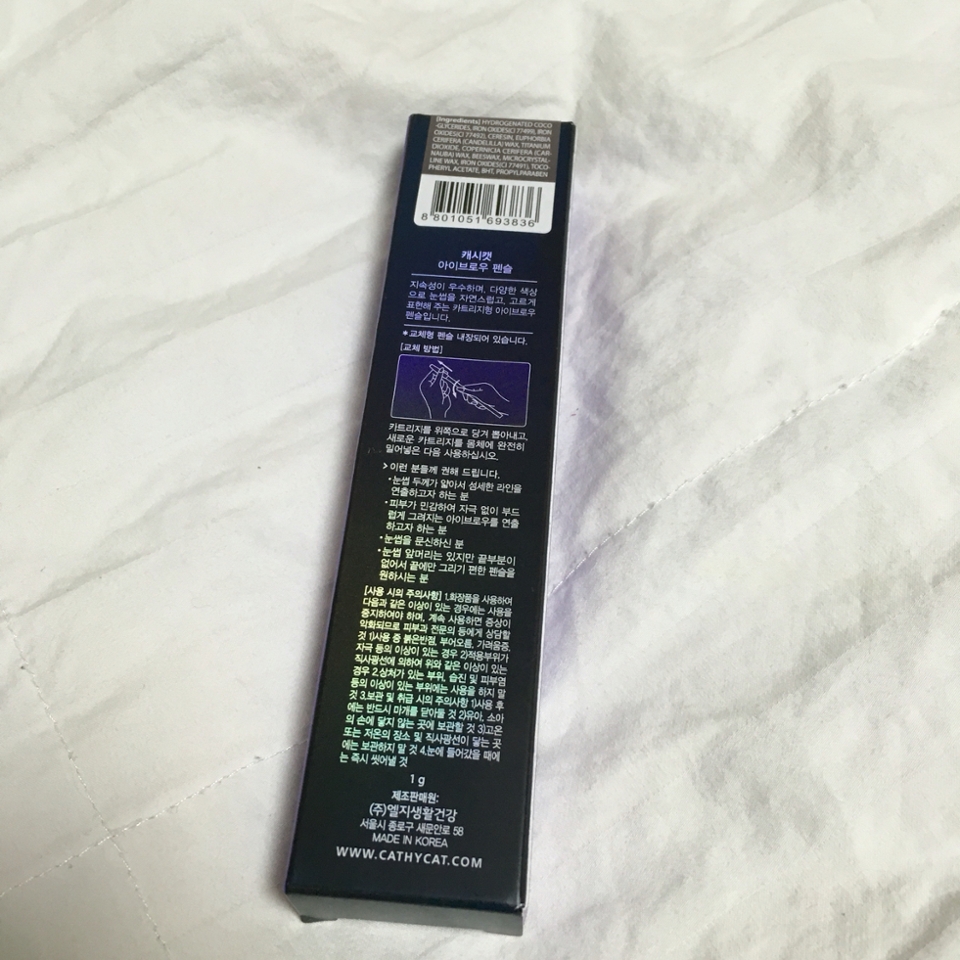 [Ingredients] HYDROGENATED COCO
-GLYCERIDES, IRON OXIDES(CI 77499), IRON
OXIDES(CI 77492), CERESIN, EUPHORBIA
CERIFERA (CANDELILLA) WAX, TITANIUM
DIOXIDE, COPERNICIA CERIFERA (CAR-
NAUBA) WAX, BEESWAX, MICROCRYSTAL-
LINE WAX, IRON OXIDES(CI 77491), TOCO-
PHERYL ACETATE, BHT, PROPYLPARABEN
8 801051 693836
캐시캣
아이브로우 펜슬
지속성이 우수하며, 다양한 색상
으로 눈썹을 자연스럽고, 고르게
표현해 주는 카트리지형 아이브로우
펜슬입니다.
*교체형 펜슬 내장되어 있습니다.
[교체 방법]
카트리지를 위쪽으로 당겨 뽑아내고,
새로운 카트리지를 몸체에 완전히
밀어넣은 다음 사용하십시오.
> 이런 분들께 권해 드립니다.
•눈썹 두께가 얇아서 섬세한 라인을
연출하고자 하는 분
•피부가 민감하여 자극 없이 부드
럽게 그려지는 아이브로우를 연출
하고자 하는 분
•눈썹을 문신하신 분
•눈썹 앞머리는 있지만 끝부분이
없어서 끝에만 그리기 편한 펜슬을
원하시는 분
[사용 시의 주의사항] 1.화장품을 사용하여
다음과 같은 이상이 있는 경우에는 사용을
중지하여야 하며, 계속 사용하면 증상이
악화되므로 피부과 전문의 등에게 상담할
것 1)사용 중 붉은반점, 부어오름, 가려움증,
자극 등의 이상이 있는 경우 2)적용부위가
직사광선에 의하여 위와 같은 이상이 있는
경우 2.상처가 있는 부위, 습진 및 피부염
등의 이상이 있는 부위에는 사용을 하지 말
것 3.보관 및 취급 시의 주의사항 1)사용 후
에는 반드시 마개를 닫아둘 것 2)유아, 소아
의 손에 닿지 않는 곳에 보관할 것 3)고온
또는 저온의 장소 및 직사광선이 닿는 곳
에는 보관하지 말 것 4.눈에 들어갔을 때에
는 즉시 씻어낼 것
1 g
제조판매원:
(주)엘지생활건강
서울시 종로구 새문안로 58
MADE IN KOREA
WWW.CATHYCAT.COM